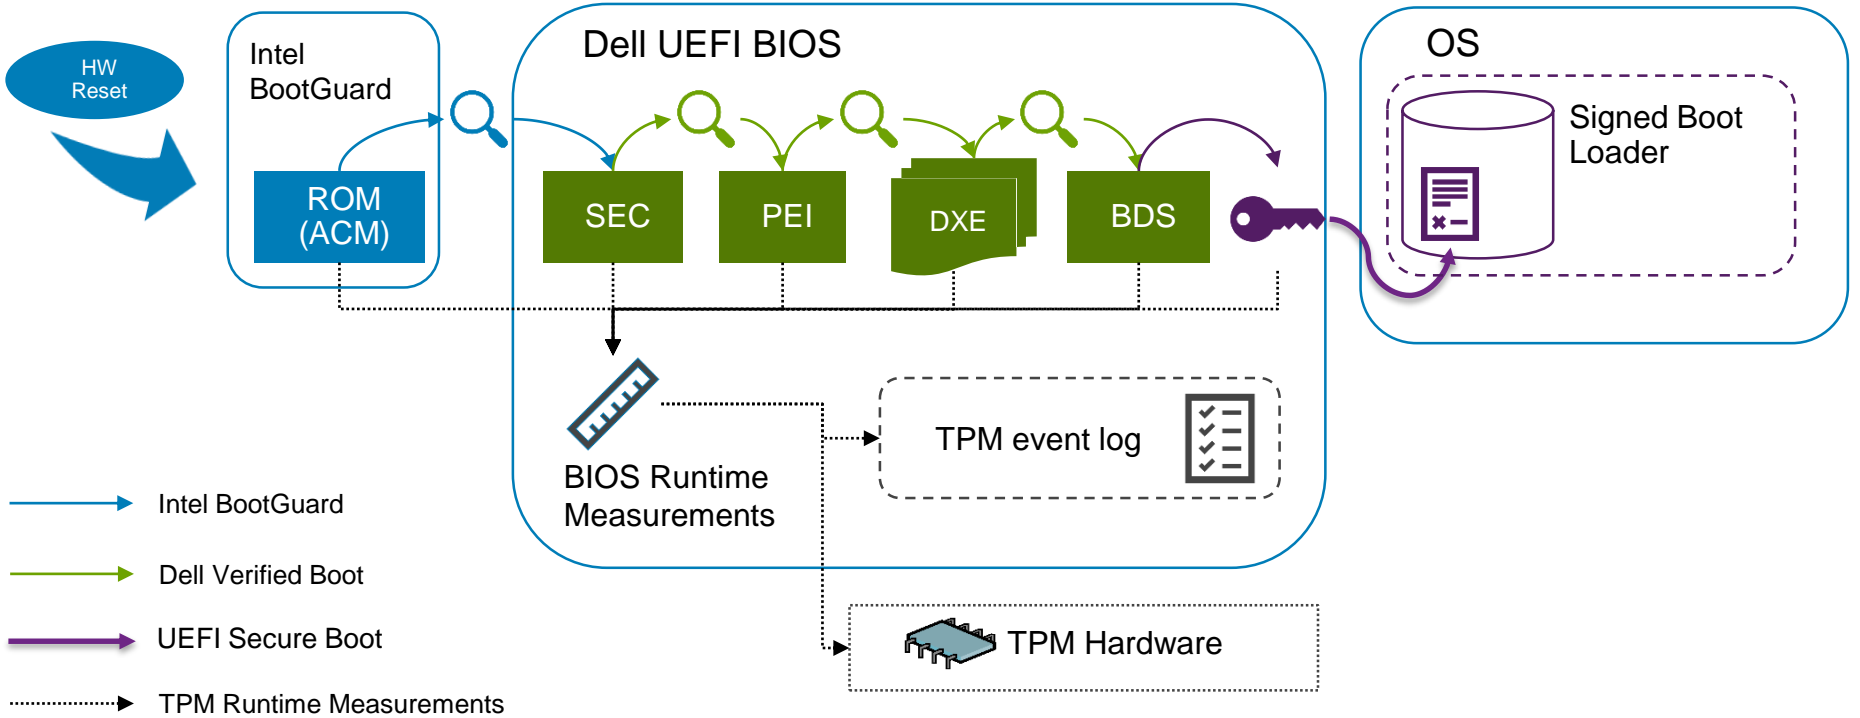 HW
Reset
Intel
BootGuard
ROM
(ACM)
Dell UEFI BIOS
SEC
PEI
DXE
BDS
OS
Signed Boot
Loader
BIOS Runtime
Measurements
TPM event log
TPM Hardware
Intel BootGuard
Dell Verified Boot
UEFI Secure Boot
TPM Runtime Measurements